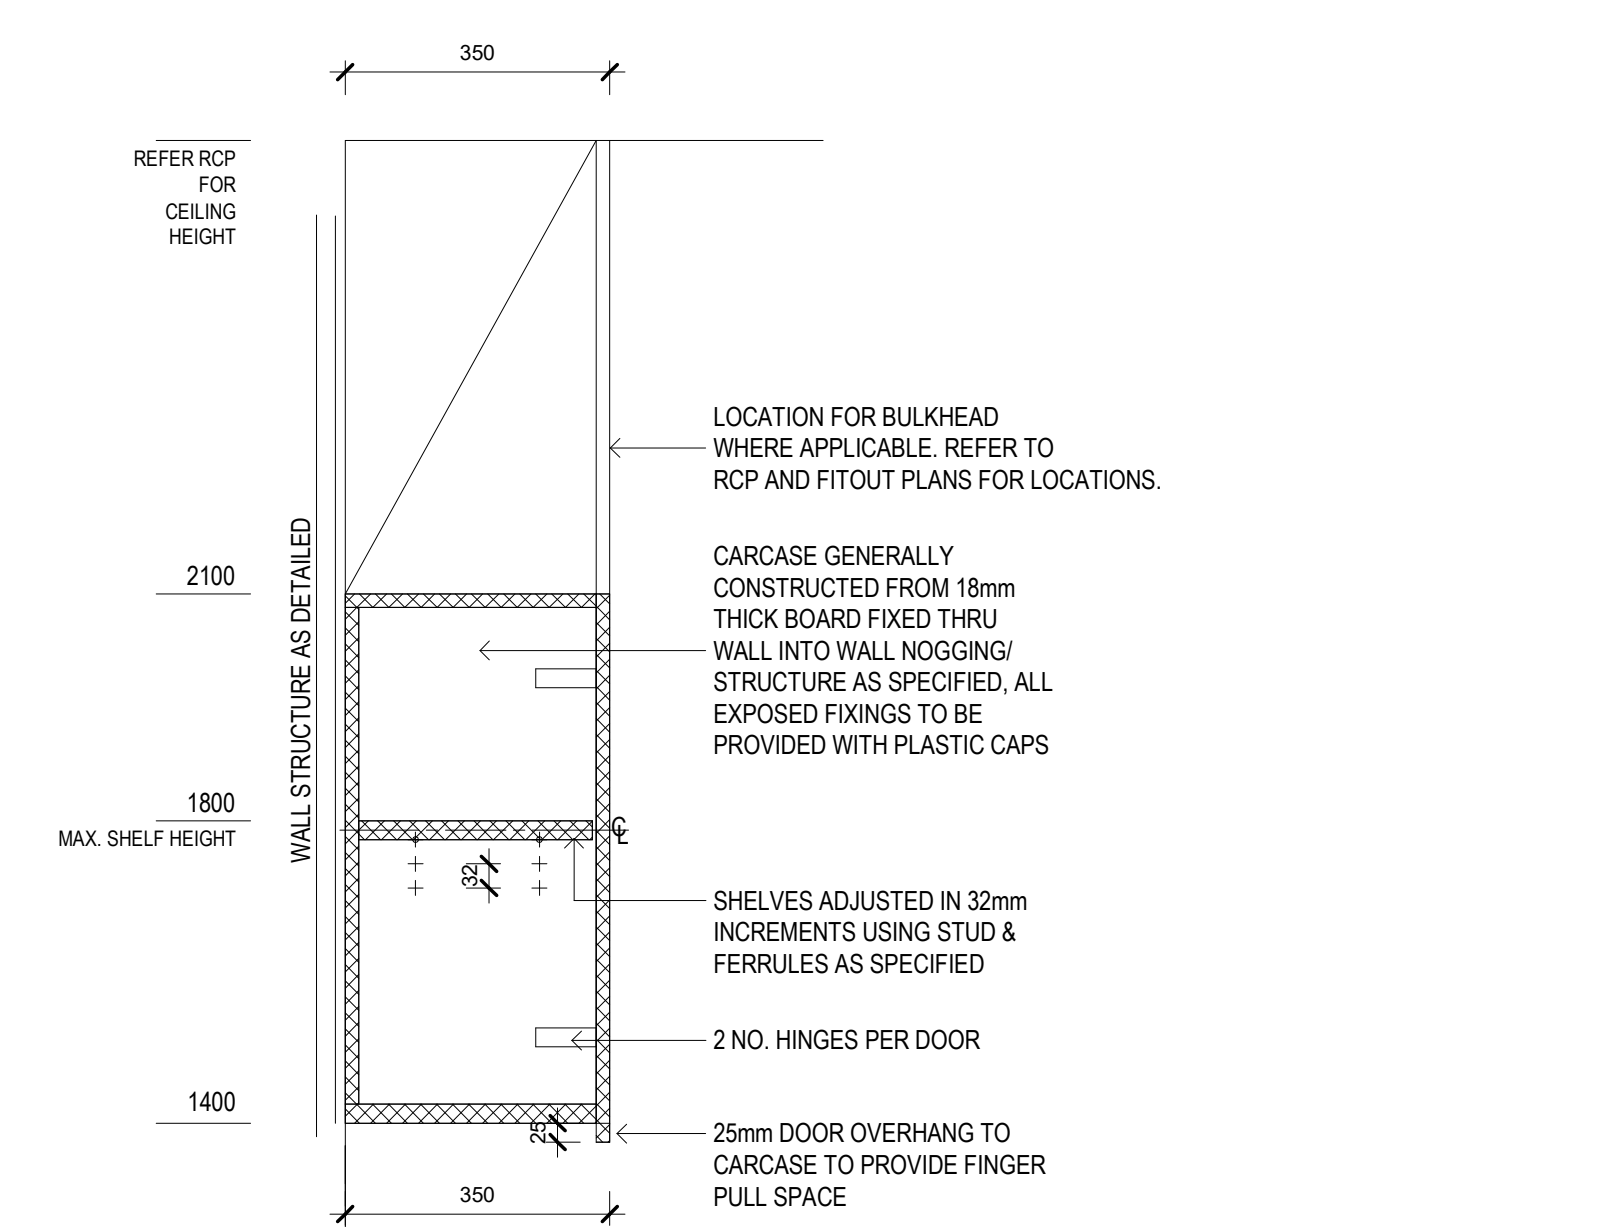 350
REFER RCP
FOR
CEILING
HEIGHT
LOCATION FOR BULKHEAD
WHERE APPLICABLE. REFER TO
RCP AND FITOUT PLANS FOR LOCATIONS.
WALL STRUCTURE AS DETAILED
2100
CARCASE GENERALLY
CONSTRUCTED FROM 18mm
THICK BOARD FIXED THRU
WALL INTO WALL NOGGING/
STRUCTURE AS SPECIFIED, ALL
EXPOSED FIXINGS TO BE
PROVIDED WITH PLASTIC CAPS
1800
MAX. SHELF HEIGHT
CL
32
SHELVES ADJUSTED IN 32mm
INCREMENTS USING STUD &
FERRULES AS SPECIFIED
2 NO. HINGES PER DOOR
1400
25
25mm DOOR OVERHANG TO
CARCASE TO PROVIDE FINGER
PULL SPACE
350